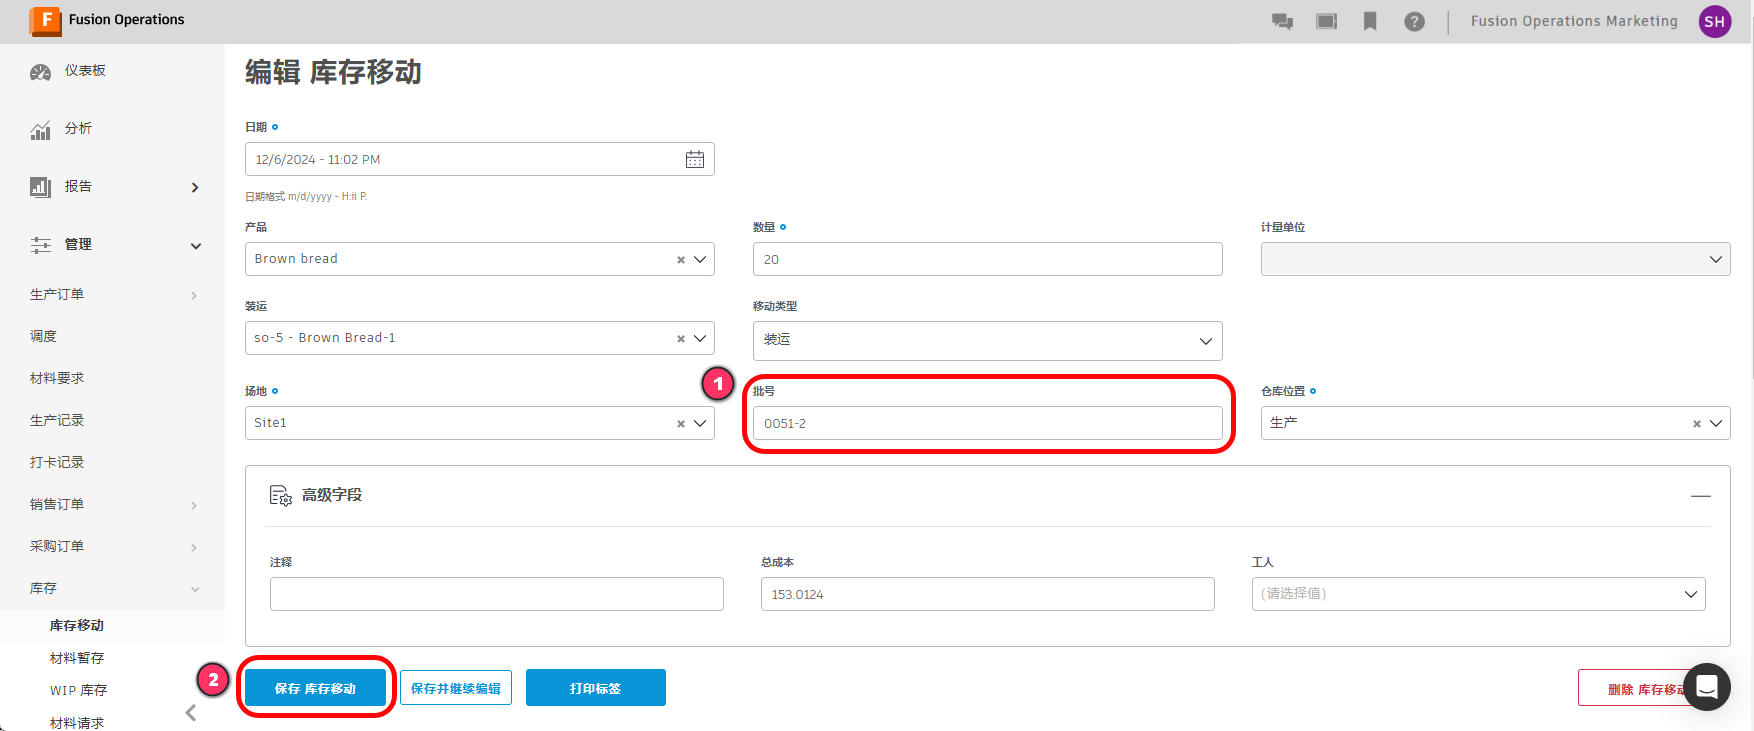 Fusion Operations
Fusion Operations Marketing
SH
仪表板
分析
报告
管理
生产订单
调度
材料要求
生产记录
打卡记录
销售订单
采购订单
库存
库存移动
材料暂存
WIP 库存
材料请求
编辑 库存移动
日期
12/6/2024 - 11:02 PM
日期格式 m/d/yyyy - H:ii P.
产品
数量
计量单位
Brown bread
20
装运
移动类型
so-5 - Brown Bread-1
装运
1
场地
批号
仓库位置
Site1
0051-2
生产
高级字段
注释
总成本
工人
153.0124
(请选择值)
2
保存 库存移动
保存并继续编辑
打印标签
删除 库存移